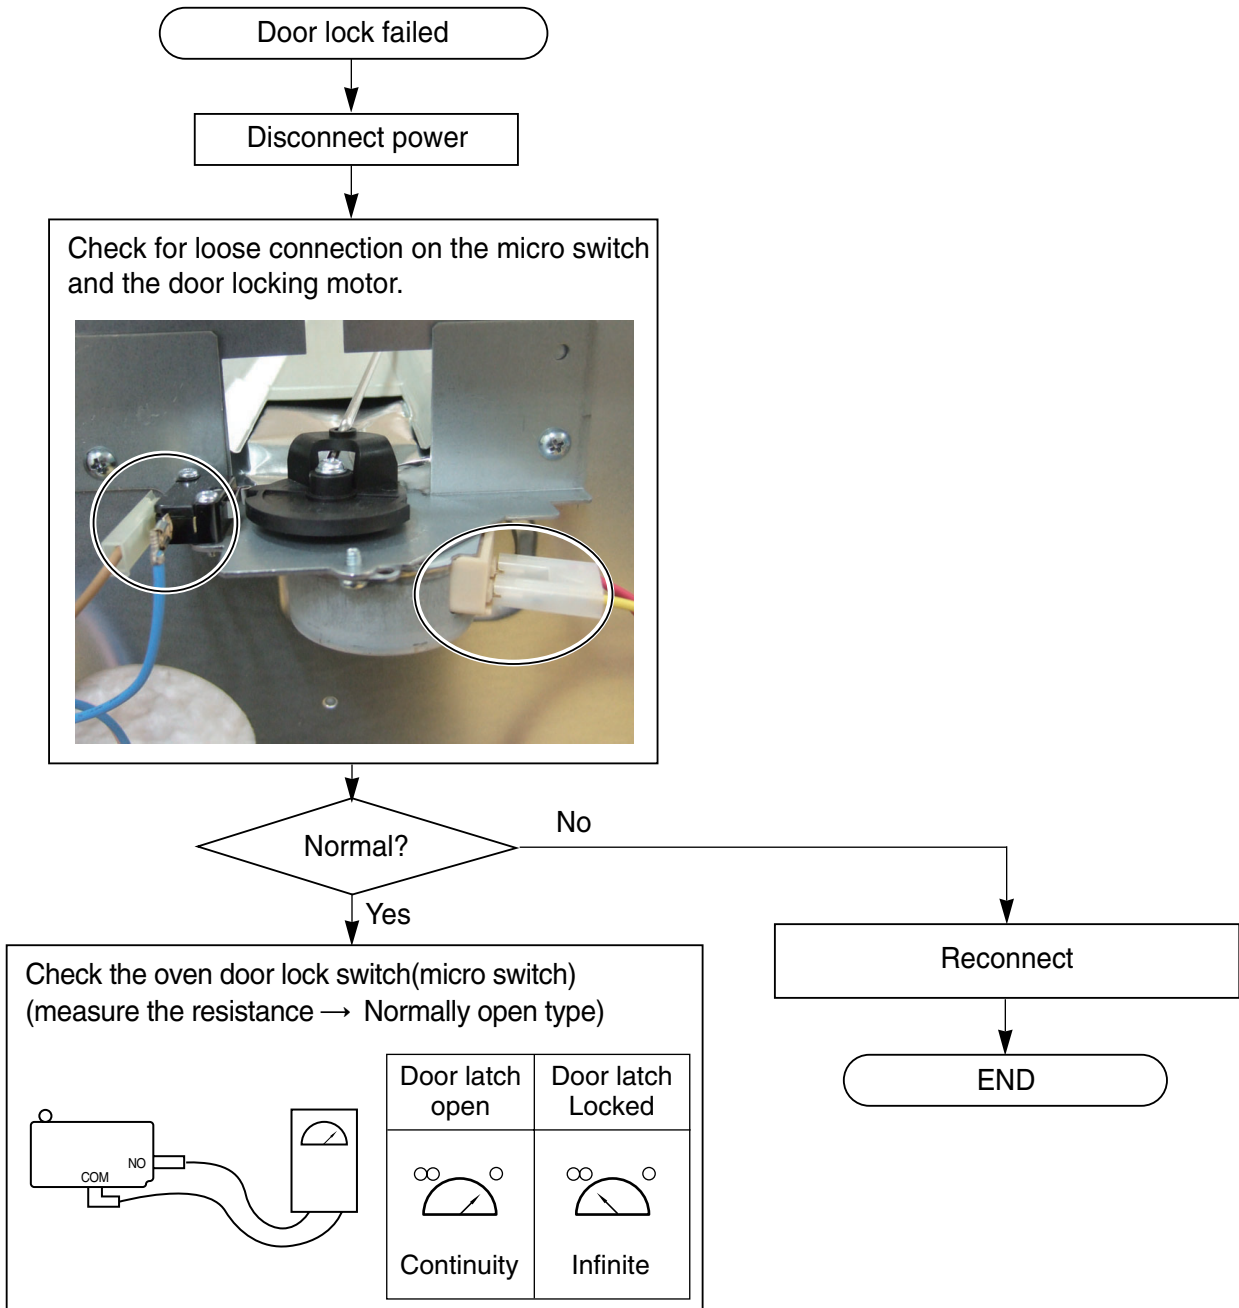 Door lock failed
Disconnect power
Check for loose connection on the micro switch
and the door locking motor.
Normal?
No
Yes
Check the oven door lock switch(micro switch)
(measure the resistance → Normally open type)
NO
COM
Door latch
open
Door latch
Locked
∞
○
∞
○
Continuity
Infinite
Reconnect
END